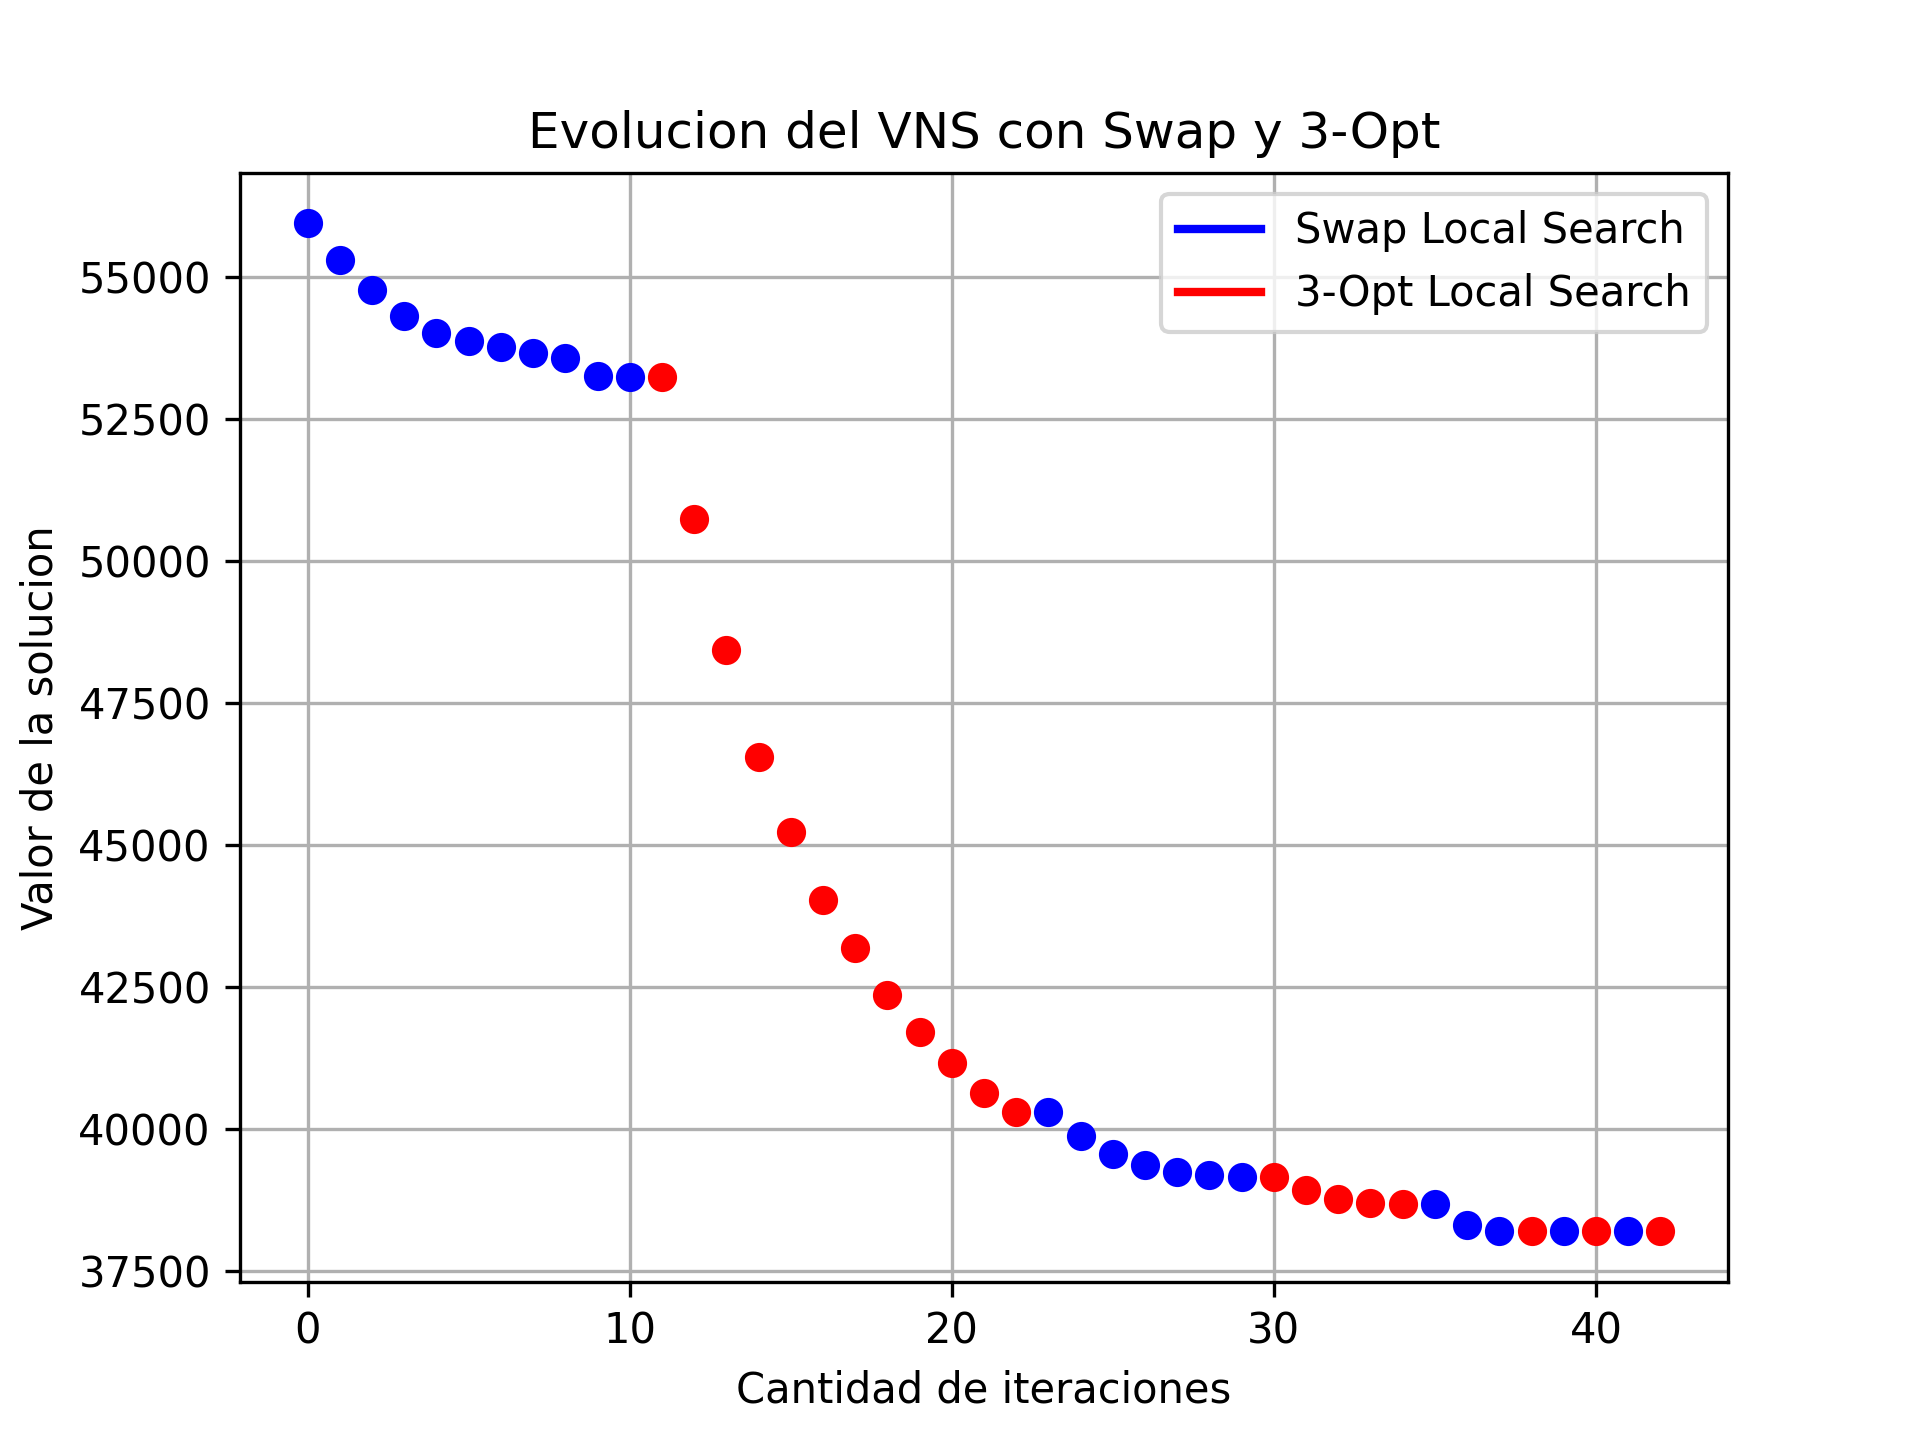 Evolucion del VNS con Swap y 3-Opt
Swap Local Search
3-Opt Local Search
Valor de la solucion
55000
52500
50000
47500
45000
42500
40000
37500
0 10 20 30 40
Cantidad de iteraciones